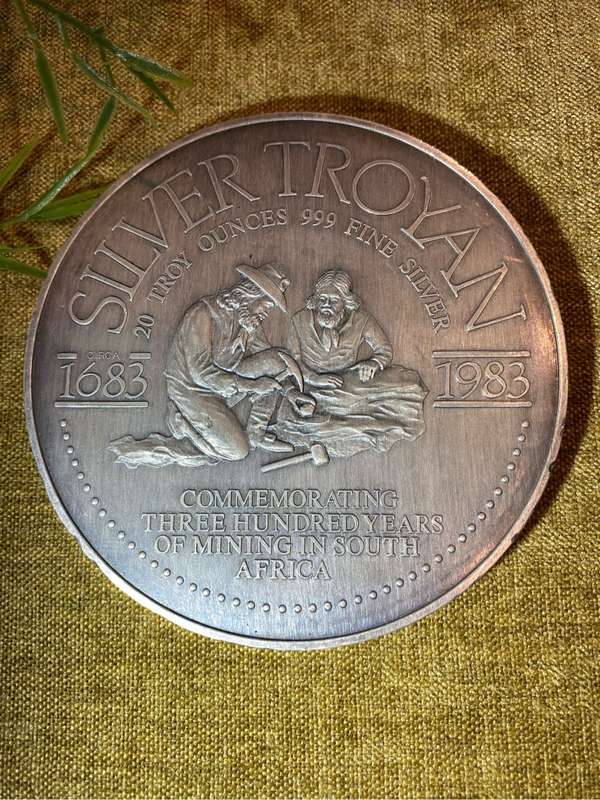 SILVER TROYAN
20 TROY OUNCES 999 FINE SILVER
CIRCA
1683
1983
COMMEMORATING
THREE HUNDRED YEARS
OF MINING IN SOUTH
AFRICA